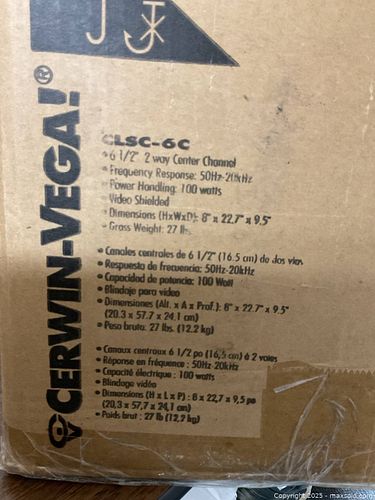 CERWIN-VEGA!®
CLSC-6C
• 6 1/2" 2 way Center Channel
• Frequency Response: 50Hz-20kHz
• Power Handling: 100 watts
• Video Shielded
• Dimensions (HxWxD): 8" x 22.7" x 9.5"
• Gross Weight: 27 lbs.
• Canales centrales de 6 1/2" (16.5 cm) de dos vias
• Respuesta de frecuencia: 50Hz-20kHz
• Capacidad de potencia: 100 Watt
• Blindaje para video
• Dimensiones (Alt. x A x Prof.): 8" x 22.7" x 9.5"
(20.3 x 57.7 x 24.1 cm)
• Peso bruto: 27 lbs. (12.2 kg)
• Canaux centraux 6 1/2 po (16,5 cm) à 2 voies
• Réponse en fréquence : 50Hz-20kHz
• Capacité électrique : 100 watts
• Blindage vidéo
• Dimensions (H x L x P) : 8 x 22,7 x 9,5 po
(20,3 x 57,7 x 24,1 cm)
• Poids brut : 27 lb (12,2 kg)
Copyright 2025 - maxsold.com